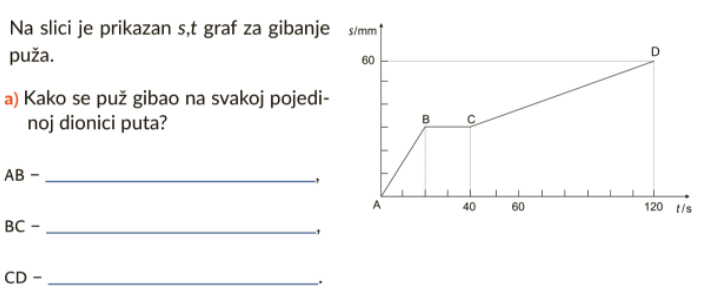 Na slici je prikazan s,t graf za gibanje
puža.
a) Kako se puž gibao na svakoj pojedi-
noj dionici puta?
AB – ,
BC – ,
CD – .
s/mm
60
D
B
C
A
40
60
120
t/s